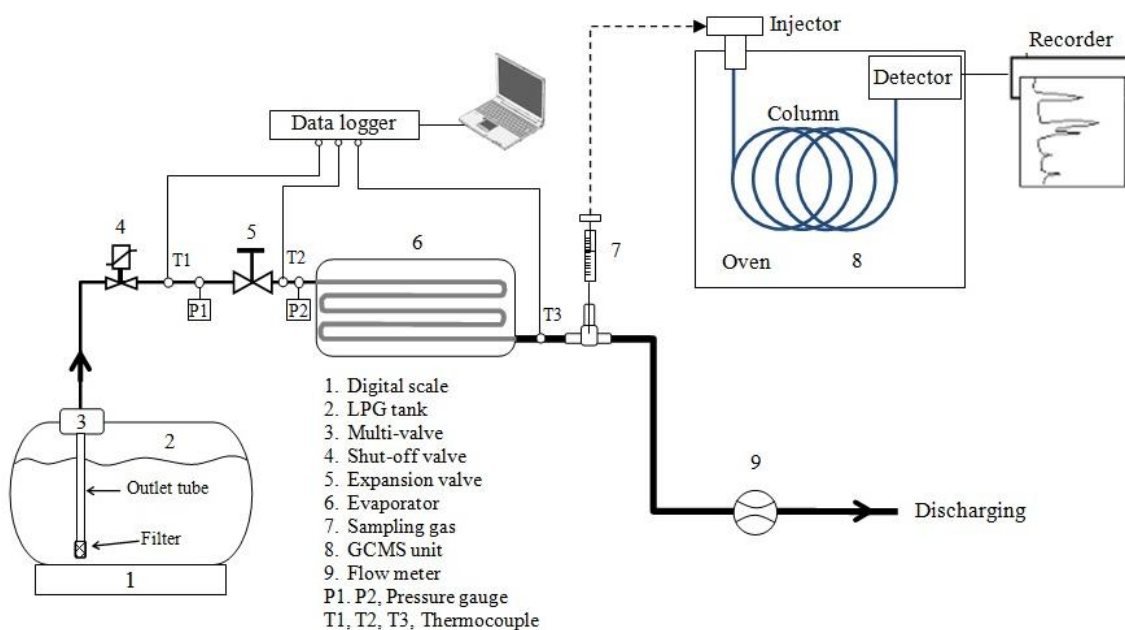 Injector
Recorder
Detector
Column
Data logger
4
T1
5
T2
6
7
Oven
8
P1
P2
T3
3
2
Outlet tube
Filter
1
1. Digital scale
2. LPG tank
3. Multi-valve
4. Shut-off valve
5. Expansion valve
6. Evaporator
7. Sampling gas
8. GCMS unit
9. Flow meter
P1. P2, Pressure gauge
T1, T2, T3, Thermocouple
9
Discharging